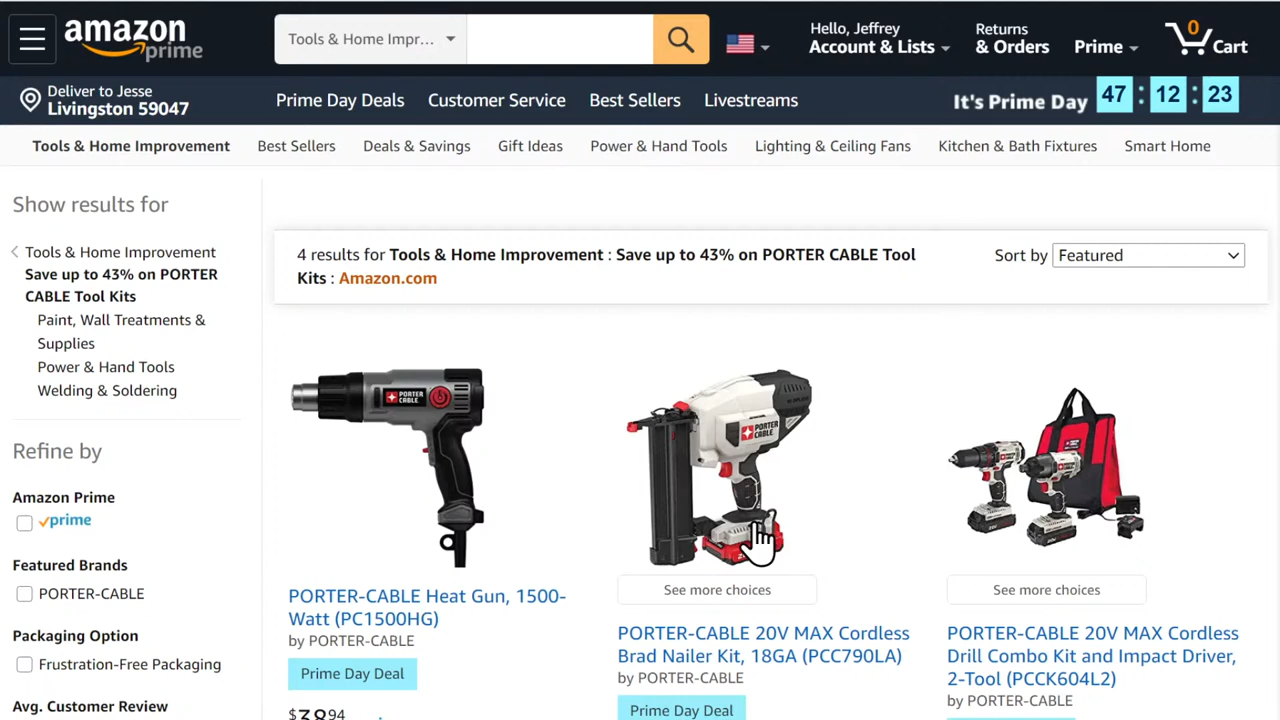 amazon prime
Tools & Home Impr...
0
Cart
Hello, Jeffrey
Account & Lists
Returns
& Orders
Prime
Deliver to Jesse
Livingston 59047
Prime Day Deals
Customer Service
Best Sellers
Livestreams
It's Prime Day 47 : 12 : 23
Tools & Home Improvement
Best Sellers
Deals & Savings
Gift Ideas
Power & Hand Tools
Lighting & Ceiling Fans
Kitchen & Bath Fixtures
Smart Home
Show results for
Tools & Home Improvement
Save up to 43% on PORTER
CABLE Tool Kits
Paint, Wall Treatments &
Supplies
Power & Hand Tools
Welding & Soldering
Refine by
Amazon Prime
prime
Featured Brands
PORTER-CABLE
Packaging Option
Frustration-Free Packaging
Avg. Customer Review
4 results for Tools & Home Improvement : Save up to 43% on PORTER CABLE Tool
Kits : Amazon.com
Sort by Featured
PORTER
CABLE
PORTER-CABLE Heat Gun, 1500-
Watt (PC1500HG)
by PORTER-CABLE
Prime Day Deal
$38.94
PORTER
CABLE
See more choices
PORTER-CABLE 20V MAX Cordless
Brad Nailer Kit, 18GA (PCC790LA)
by PORTER-CABLE
Prime Day Deal
See more choices
PORTER-CABLE 20V MAX Cordless
Drill Combo Kit and Impact Driver,
2-Tool (PCCK604L2)
by PORTER-CABLE